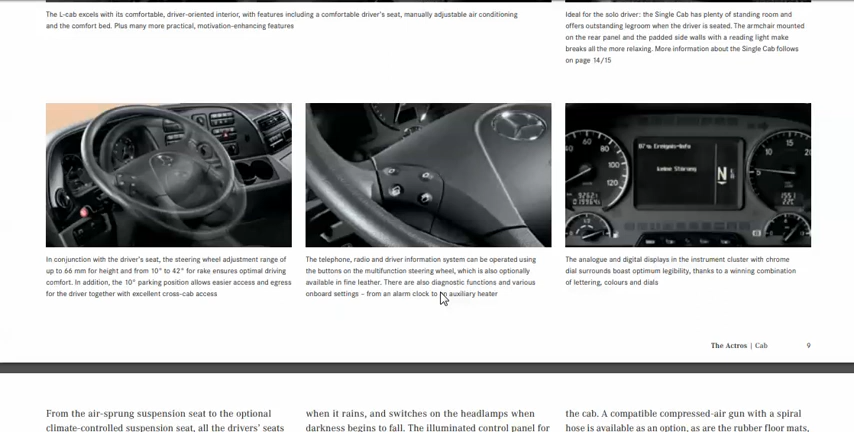 The L-cab excels with its comfortable, driver-oriented interior, with features including a comfortable driver's seat, manually adjustable air conditioning
and the comfort bed. Plus many more practical, motivation-enhancing features
Ideal for the solo driver: the Single Cab has plenty of standing room and
offers outstanding legroom when the driver is seated. The armchair mounted
on the rear panel and the padded side walls with a reading light make
breaks all the more relaxing. More information about the Single Cab follows
on page 14/15
60
80
100
120
keine Störung
N
15
20
In conjunction with the driver's seat, the steering wheel adjustment range of
up to 66 mm for height and from 10° to 42° for rake ensures optimal driving
comfort. In addition, the 10° parking position allows easier access and egress
for the driver together with excellent cross-cab access
The telephone, radio and driver information system can be operated using
the buttons on the multifunction steering wheel, which is also optionally
available in fine leather. There are also diagnostic functions and various
onboard settings – from an alarm clock to an auxiliary heater
The analogue and digital displays in the instrument cluster with chrome
dial surrounds boast optimum legibility, thanks to a winning combination
of lettering, colours and dials
The Actros | Cab 9
From the air-sprung suspension seat to the optional
climate-controlled suspension seat, all the drivers' seats
when it rains, and switches on the headlamps when
darkness begins to fall. The illuminated control panel for
the cab. A compatible compressed-air gun with a spiral
hose is available as an option, as are the rubber floor mats,